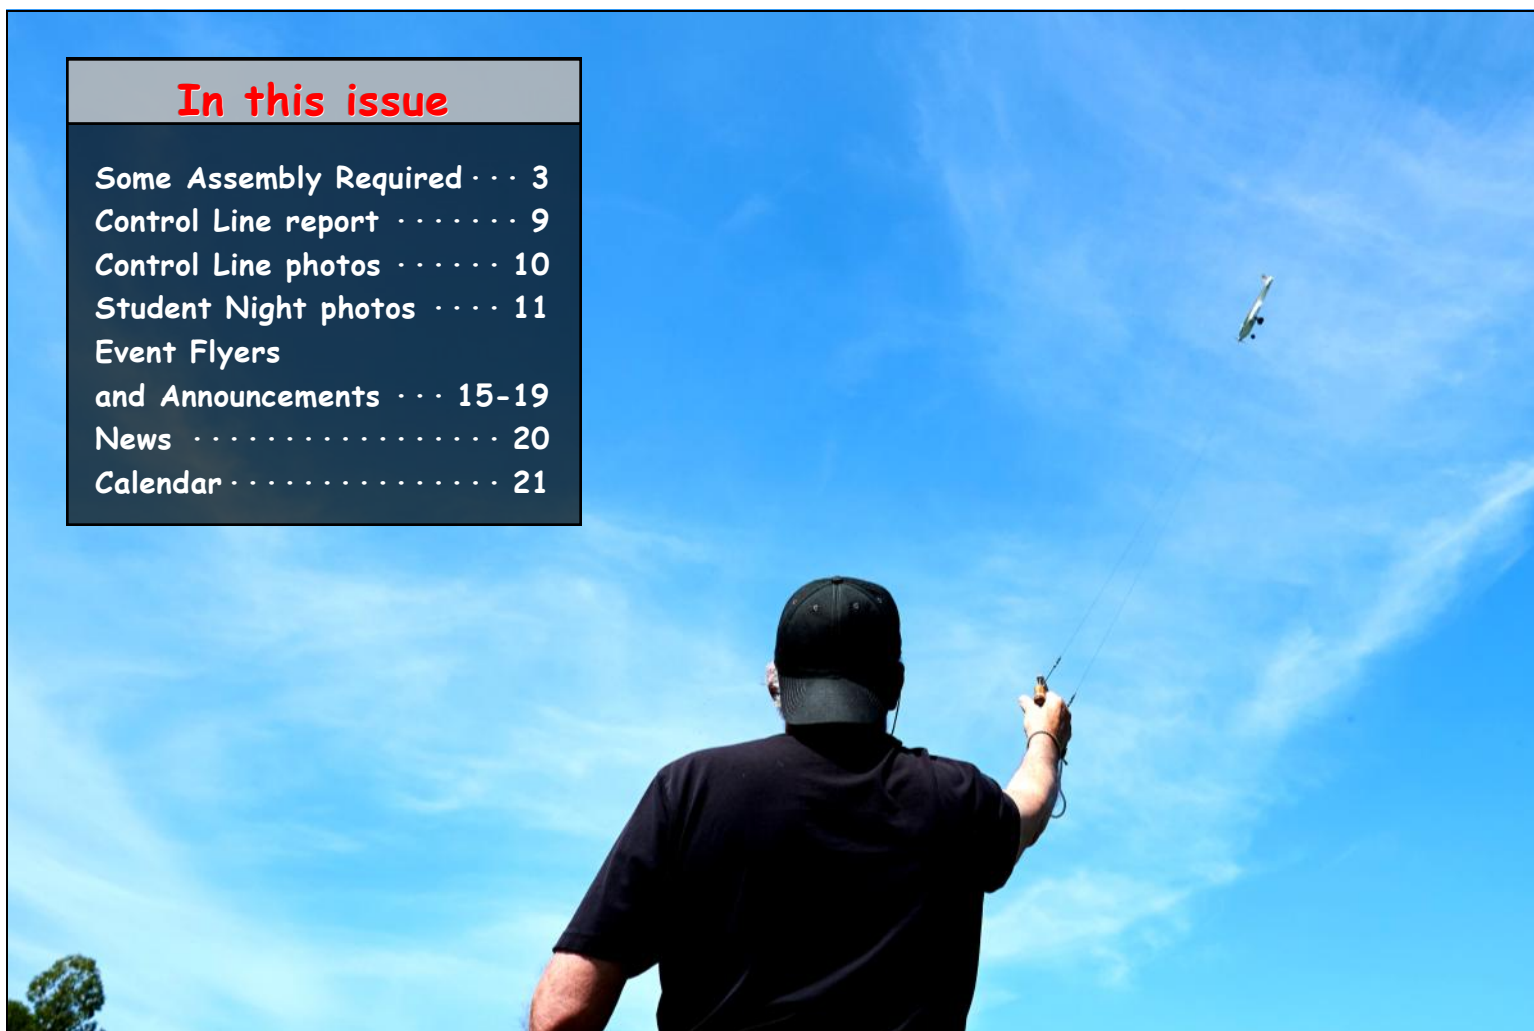 In this issue
Some Assembly Required · · · 3
Control Line report · · · · · · · 9
Control Line photos · · · · · · 10
Student Night photos · · · · 11
Event Flyers
and Announcements · · · 15-19
News · · · · · · · · · · · · · · · · · 20
Calendar · · · · · · · · · · · · · · · 21